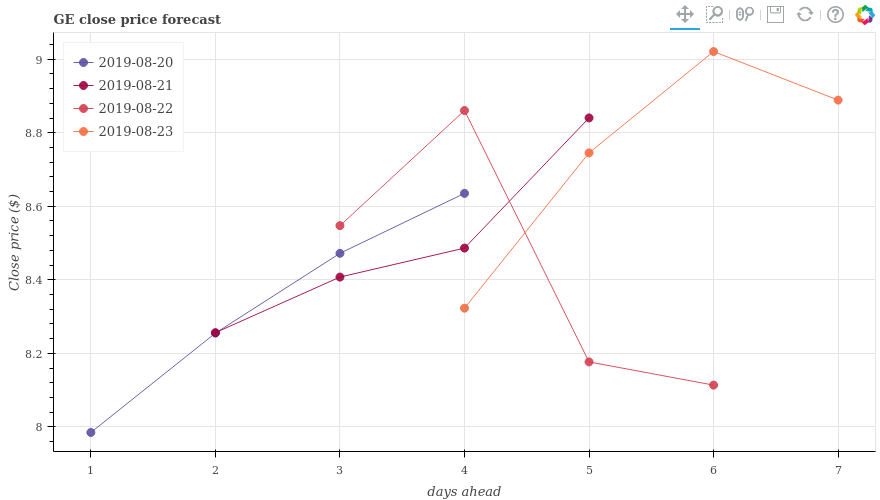 GE close price forecast
2019-08-20
2019-08-21
2019-08-22
2019-08-23
Close price ($)
9
8.8
8.6
8.4
8.2
8
1 2 3 4 5 6 7
days ahead